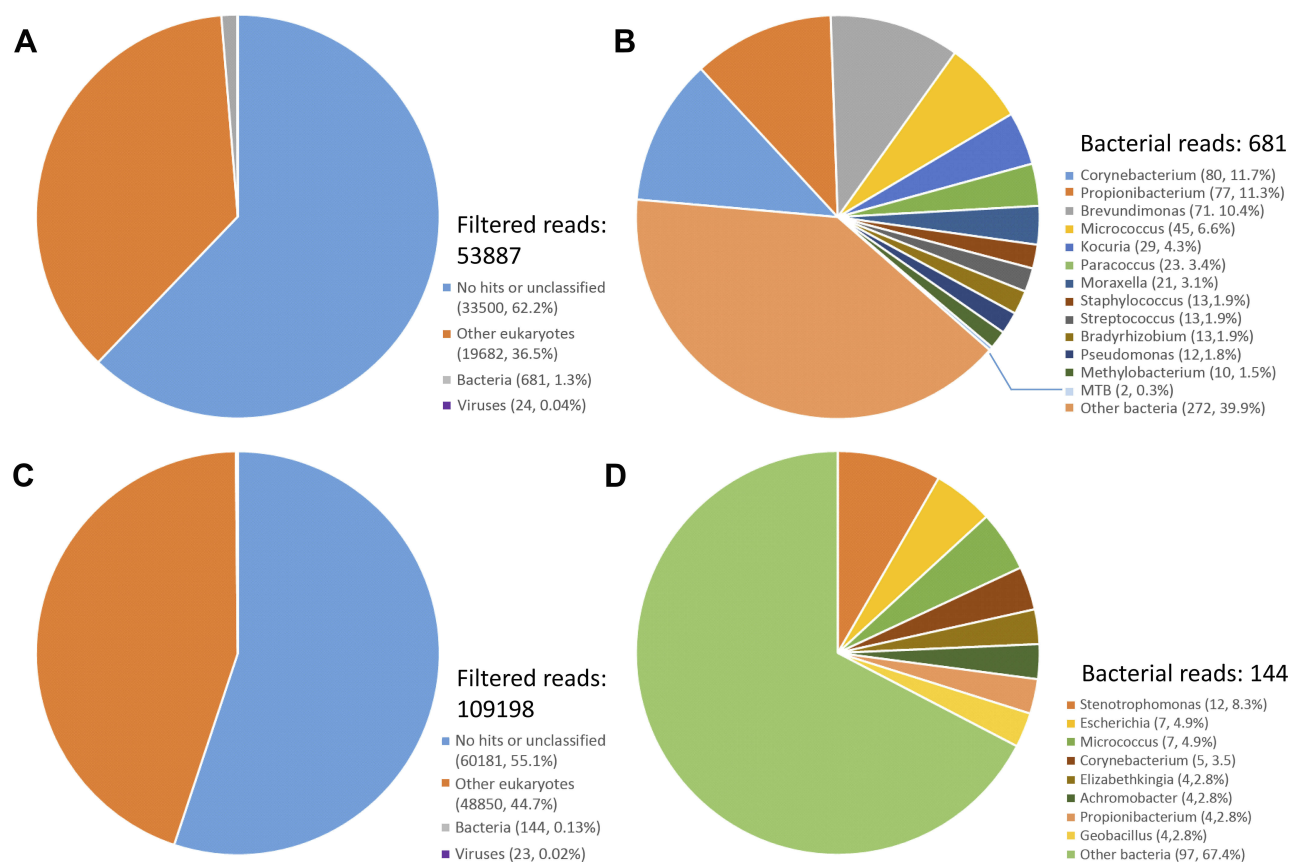 A
Filtered reads:
53887
No hits or unclassified
(33500, 62.2%)
Other eukaryotes
(19682, 36.5%)
Bacteria (681, 1.3%)
Viruses (24, 0.04%)
B
Bacterial reads: 681
Corynebacterium (80, 11.7%)
Propionibacterium (77, 11.3%)
Brevundimonas (71. 10.4%)
Micrococcus (45, 6.6%)
Kocuria (29, 4.3%)
Paracoccus (23. 3.4%)
Moraxella (21, 3.1%)
Staphylococcus (13,1.9%)
Streptococcus (13,1.9%)
Bradyrhizobium (13,1.9%)
Pseudomonas (12,1.8%)
Methylobacterium (10, 1.5%)
MTB (2, 0.3%)
Other bacteria (272, 39.9%)
C
Filtered reads:
109198
No hits or unclassified
(60181, 55.1%)
Other eukaryotes
(48850, 44.7%)
Bacteria (144, 0.13%)
Viruses (23, 0.02%)
D
Bacterial reads: 144
Stenotrophomonas (12, 8.3%)
Escherichia (7, 4.9%)
Micrococcus (7, 4.9%)
Corynebacterium (5, 3.5)
Elizabethkingia (4,2.8%)
Achromobacter (4,2.8%)
Propionibacterium (4,2.8%)
Geobacillus (4,2.8%)
Other bacteria (97, 67.4%)